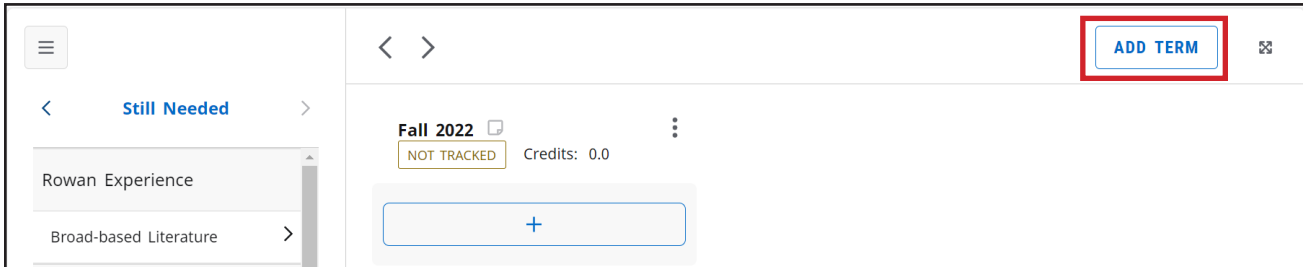 ADD TERM
Still Needed
Fall 2022
NOT TRACKED Credits: 0.0
Rowan Experience
Broad-based Literature